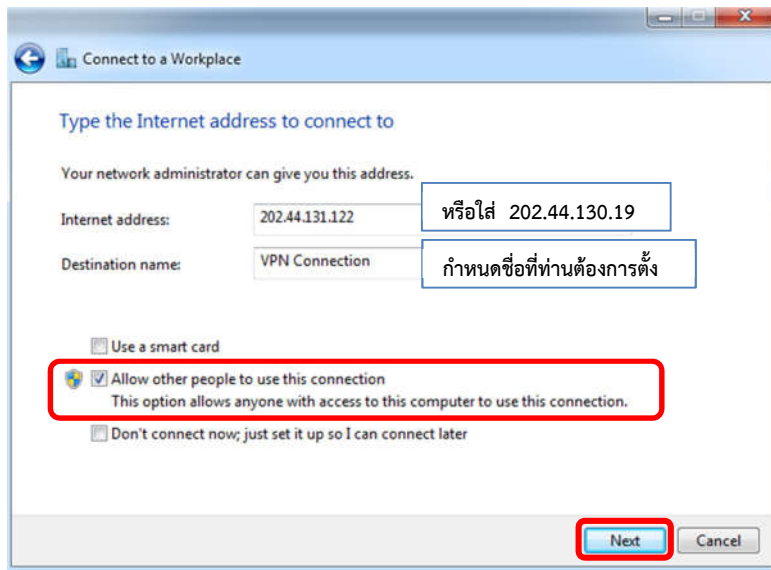 Connect to a Workplace
Type the Internet address to connect to
Your network administrator can give you this address.
Internet address: 202.44.131.122 หรือใส่ 202.44.130.19
Destination name: VPN Connection กำหนดชื่อที่ท่านต้องการตั้ง
Use a smart card
Allow other people to use this connection
This option allows anyone with access to this computer to use this connection.
Don't connect now; just set it up so I can connect later
Next Cancel